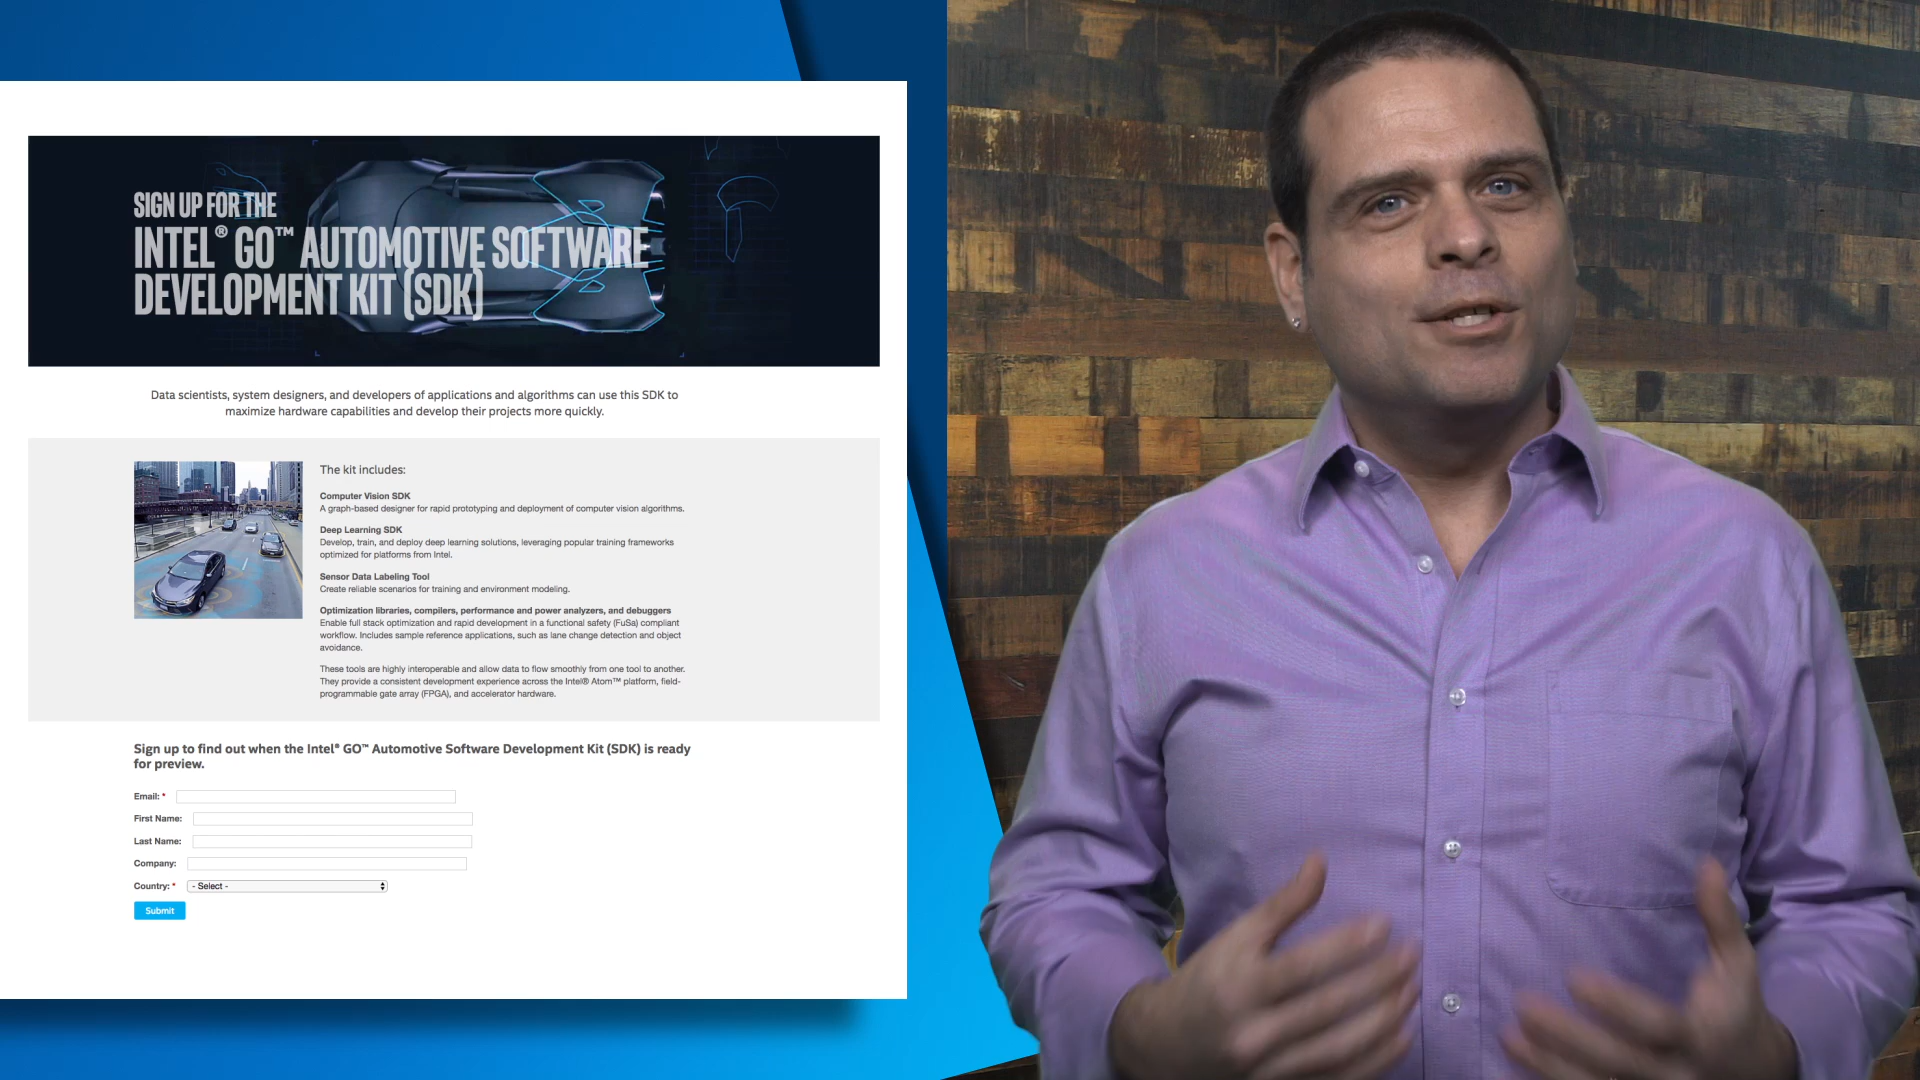 SIGN UP FOR THE
INTEL® GO™ AUTOMOTIVE SOFTWARE
DEVELOPMENT KIT (SDK)
Data scientists, system designers, and developers of applications and algorithms can use this SDK to
maximize hardware capabilities and develop their projects more quickly.
The kit includes:
Computer Vision SDK
A graph-based designer for rapid prototyping and deployment of computer vision algorithms.
Deep Learning SDK
Develop, train, and deploy deep learning solutions, leveraging popular training frameworks
optimized for platforms from Intel.
Sensor Data Labeling Tool
Create reliable scenarios for training and environment modeling.
Optimization libraries, compilers, performance and power analyzers, and debuggers
Enable full stack optimization and rapid development in a functional safety (FuSa) compliant
workflow. Includes sample reference applications, such as lane change detection and object
avoidance.
These tools are highly interoperable and allow data to flow smoothly from one tool to another.
They provide a consistent development experience across the Intel® Atom™ platform, field-
programmable gate array (FPGA), and accelerator hardware.
Sign up to find out when the Intel® GO™ Automotive Software Development Kit (SDK) is ready
for preview.
Email: *
First Name:
Last Name:
Company:
Country: * - Select -
Submit